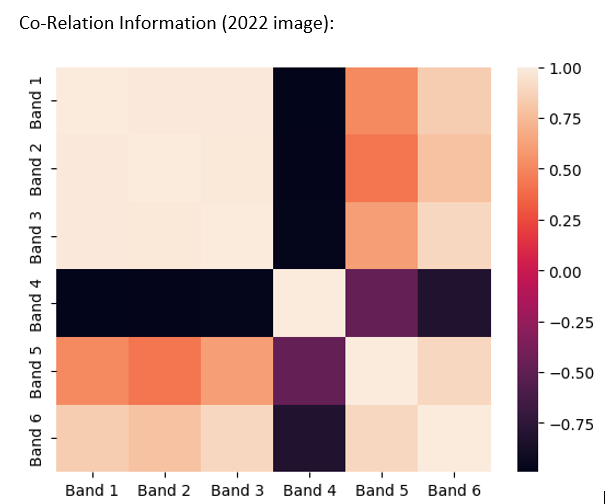 Co-Relation Information (2022 image):
Band 1
Band 2
Band 3
Band 4
Band 5
Band 6
Band 1 Band 2 Band 3 Band 4 Band 5 Band 6
1.00
0.75
0.50
0.25
0.00
−0.25
−0.50
−0.75